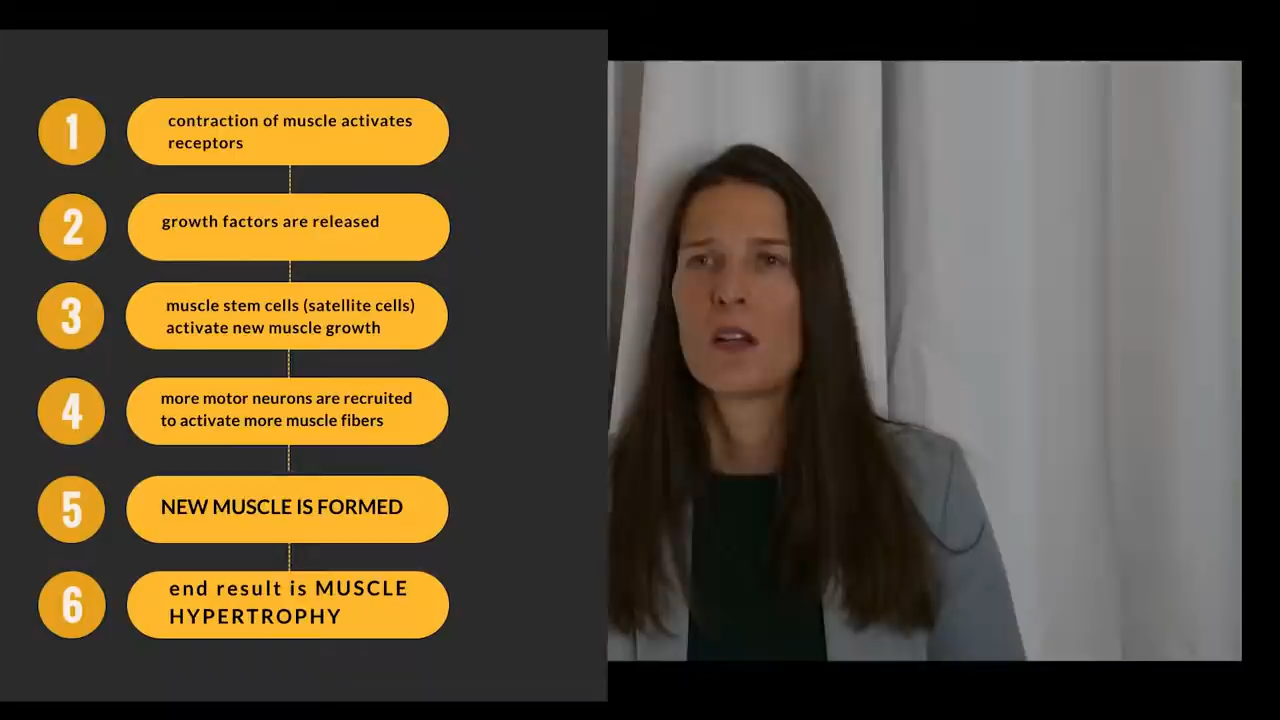 1
contraction of muscle activates
receptors
2
growth factors are released
3
muscle stem cells (satellite cells)
activate new muscle growth
4
more motor neurons are recruited
to activate more muscle fibers
5
NEW MUSCLE IS FORMED
6
end result is MUSCLE
HYPERTROPHY